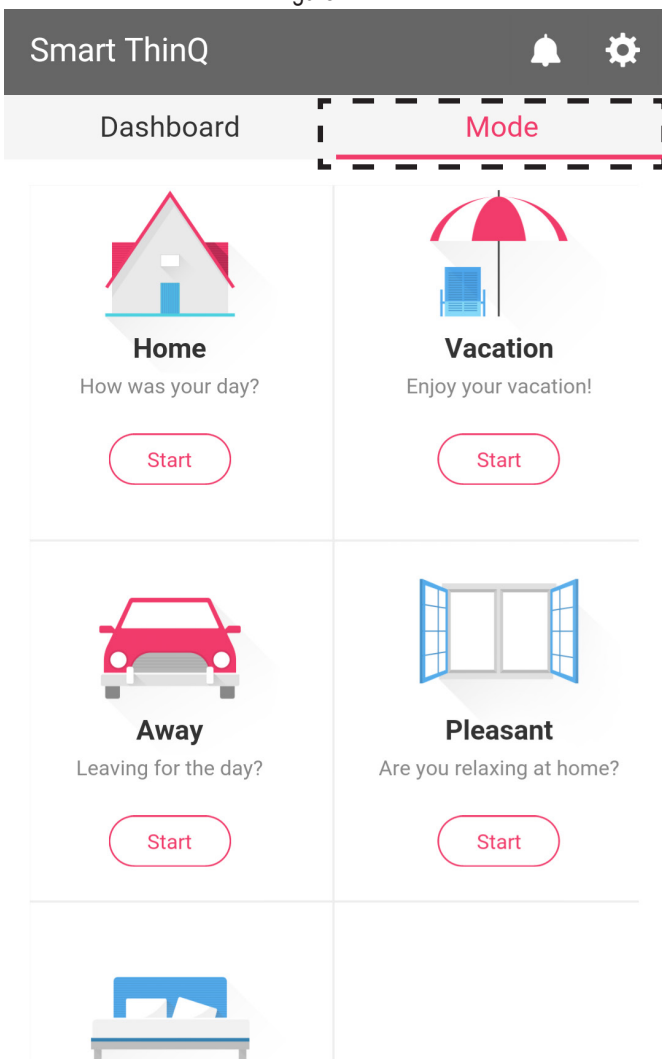 Smart ThinQ
Dashboard
Mode
Home
How was your day?
Start
Vacation
Enjoy your vacation!
Start
Away
Leaving for the day?
Start
Pleasant
Are you relaxing at home?
Start